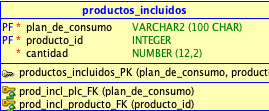 productos_incluidos
PF * plan_de_consumo VARCHAR2 (100 CHAR)
PF * producto_id INTEGER
* cantidad NUMBER (12,2)
productos_incluidos_PK (plan_de_consumo, producto
prod_incl_plc_FK (plan_de_consumo)
prod_incl_producto_FK (producto_id)